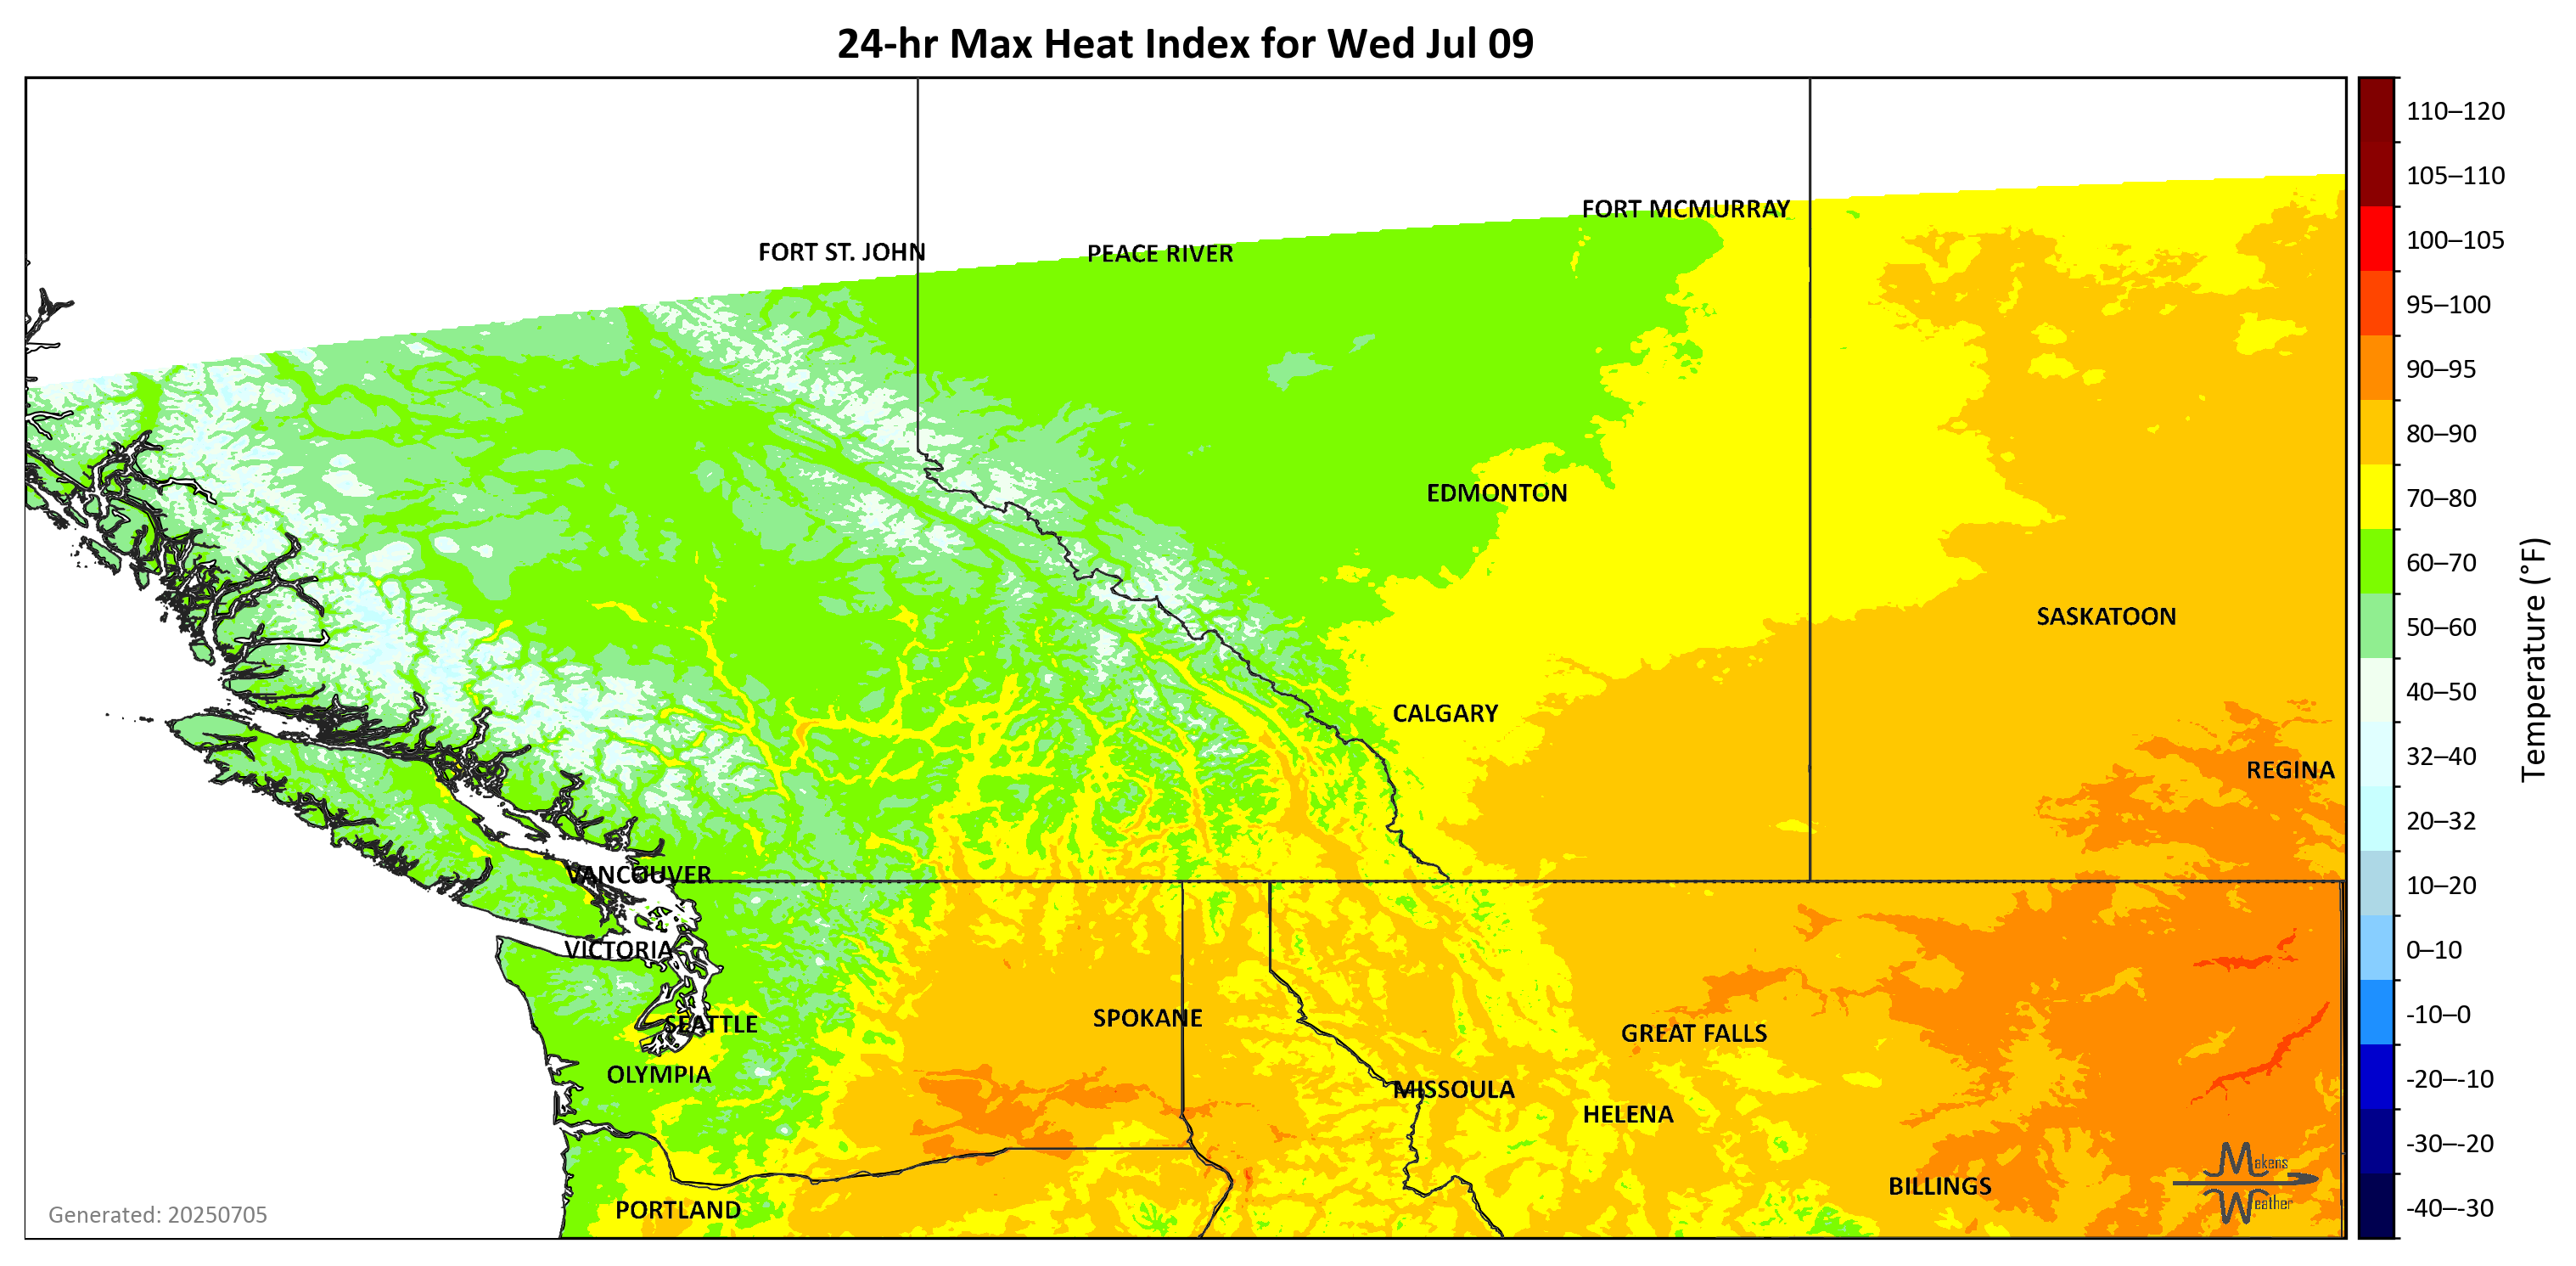 24-hr Max Heat Index for Wed Jul 09
110–120
105–110
100–105
95–100
90–95
80–90
70–80
60–70
50–60
40–50
32–40
20–32
10–20
0–10
-10–0
-20–-10
-30–-20
-40–-30
Temperature (°F)
FORT MCMURRAY
FORT ST. JOHN
PEACE RIVER
EDMONTON
SASKATOON
CALGARY
REGINA
VANCOUVER
VICTORIA
SEATTLE
SPOKANE
GREAT FALLS
OLYMPIA
MISSOULA
HELENA
BILLINGS
PORTLAND
Makens
Weather
Generated: 20250705